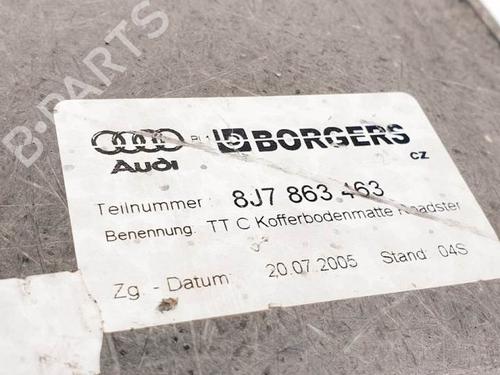 B-PARTS
BORGERS
Audi
CZ
Teilnummer: 8J7 863 463
Benennung: TT C Kofferbodenmatte Roadster
Zg. - Datum: 20.07.2005 Stand: 04S